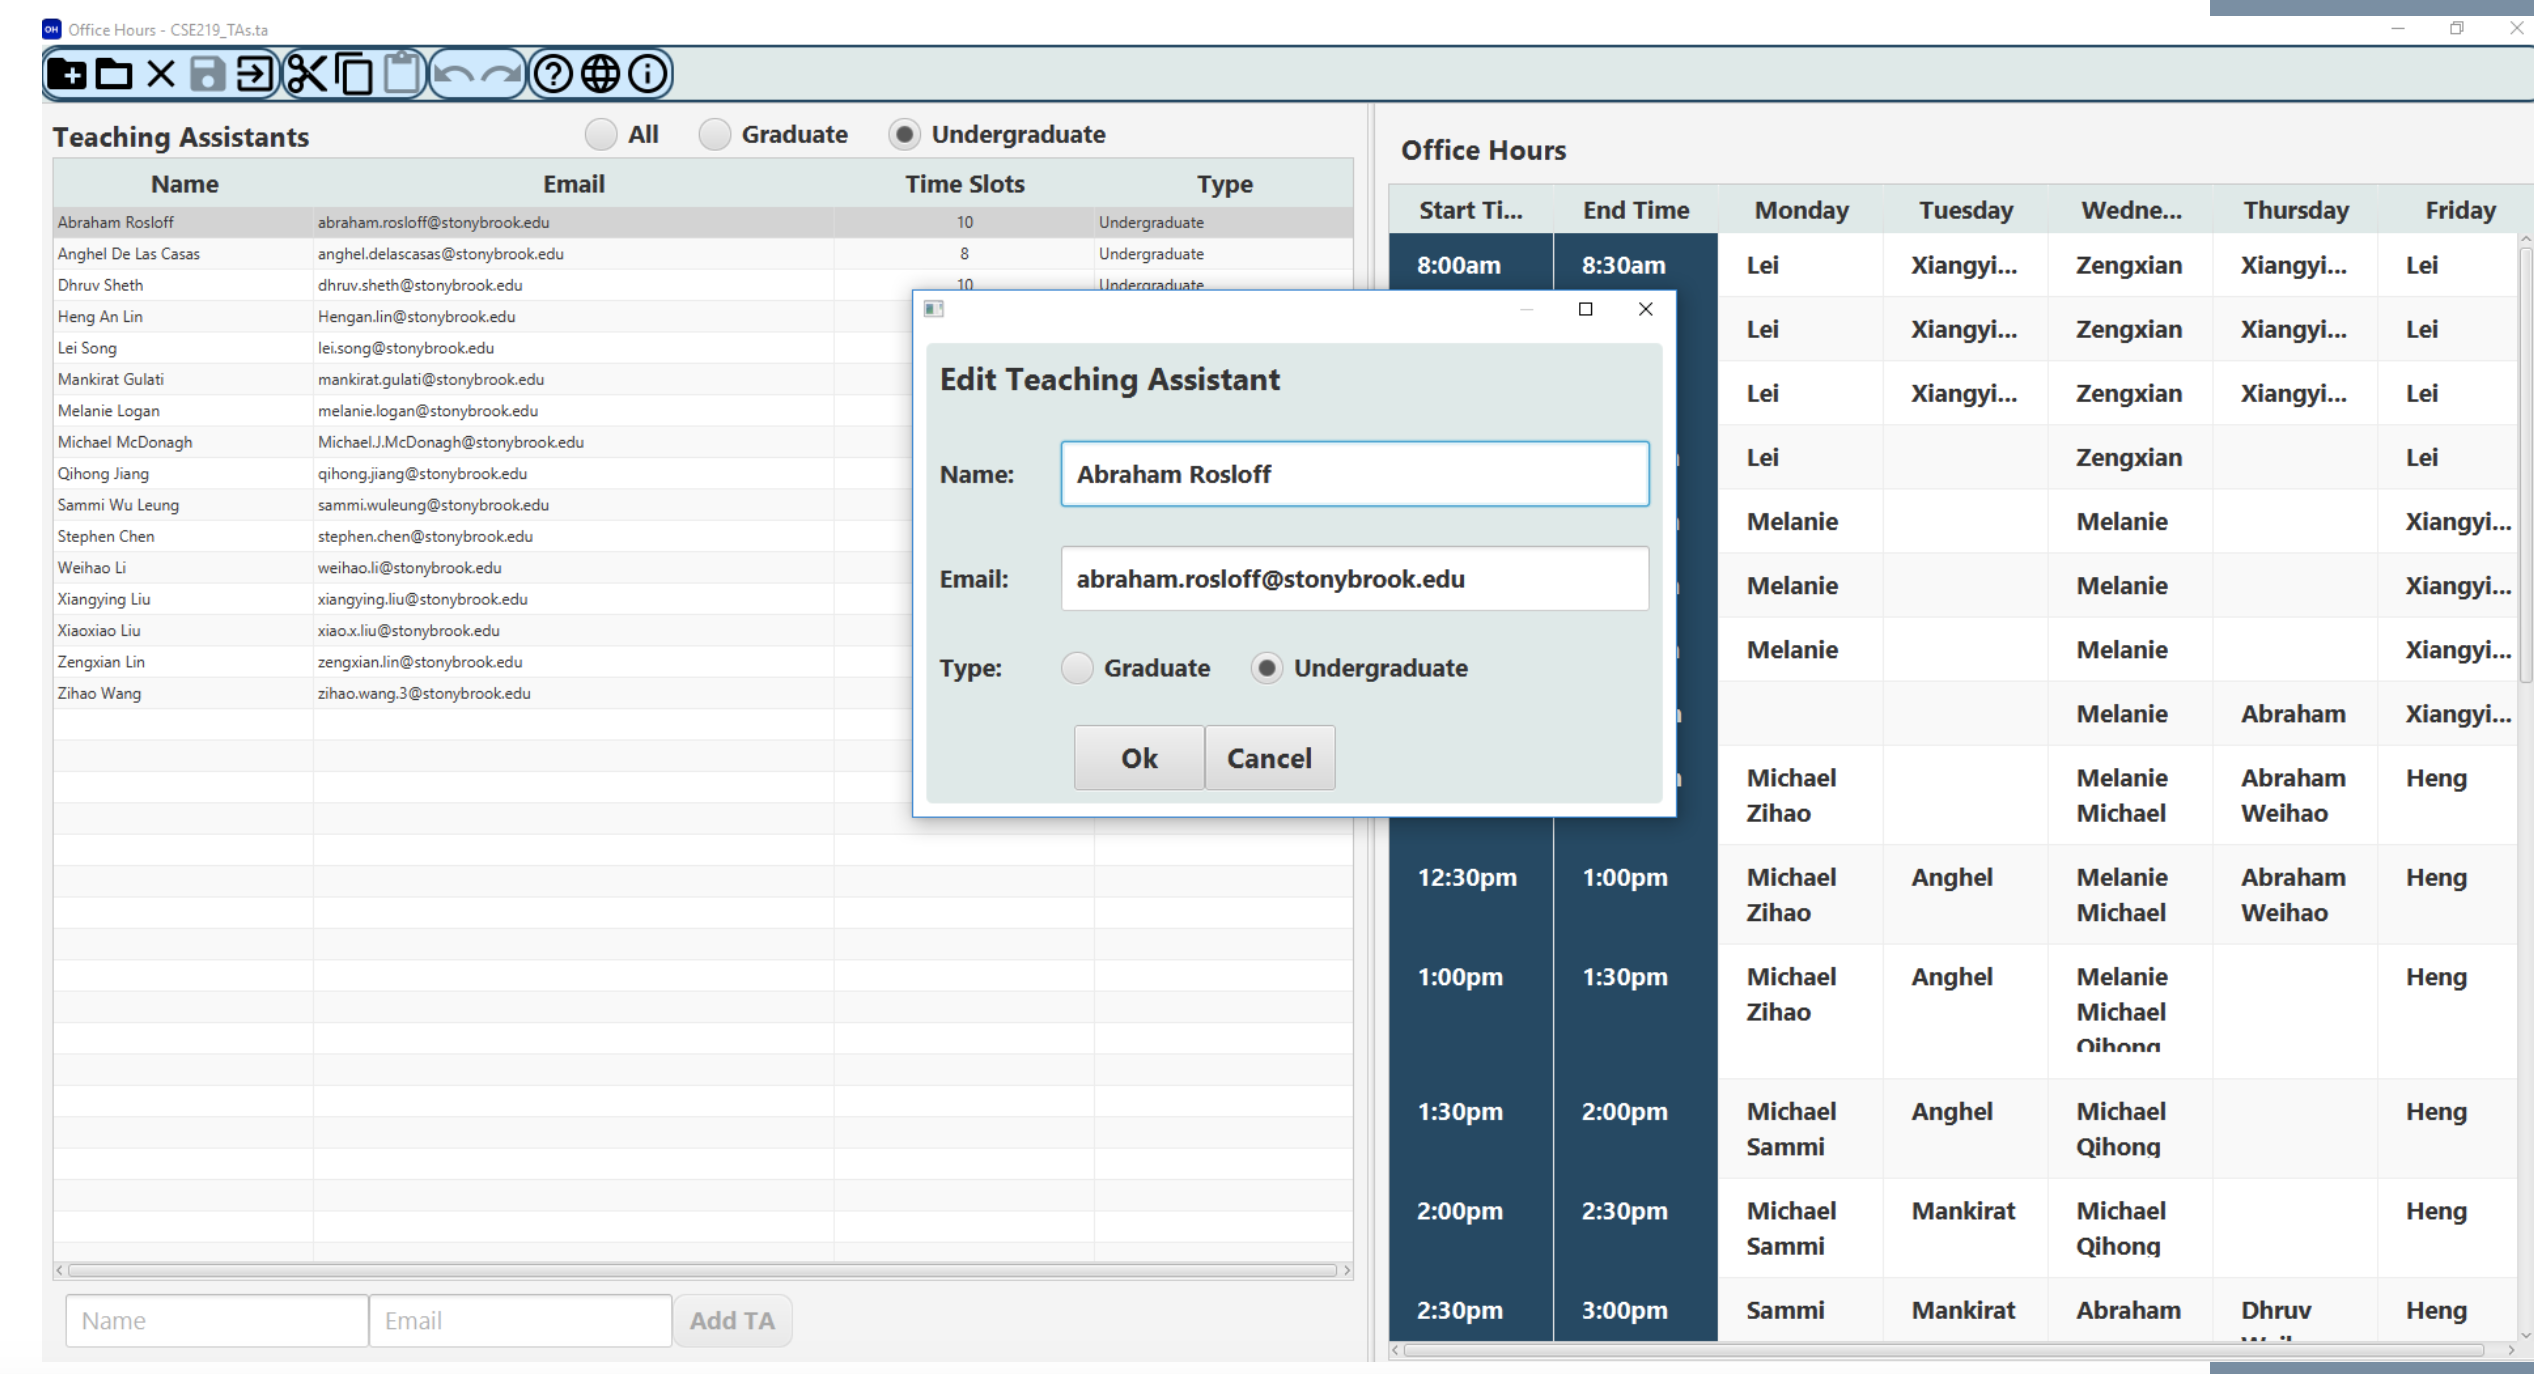 OH Office Hours - CSE219_TAs.ta
Teaching Assistants All Graduate Undergraduate
Name Email Time Slots Type
Abraham Rosloff abraham.rosloff@stonybrook.edu 10 Undergraduate
Anghel De Las Casas anghel.delascasas@stonybrook.edu 8 Undergraduate
Dhruv Sheth dhruv.sheth@stonybrook.edu 10 Undergraduate
Heng An Lin Hengan.lin@stonybrook.edu
Lei Song lei.song@stonybrook.edu
Mankirat Gulati mankirat.gulati@stonybrook.edu
Melanie Logan melanie.logan@stonybrook.edu
Michael McDonagh Michael.J.McDonagh@stonybrook.edu
Qihong Jiang qihong.jiang@stonybrook.edu
Sammi Wu Leung sammi.wuleung@stonybrook.edu
Stephen Chen stephen.chen@stonybrook.edu
Weihao Li weihao.li@stonybrook.edu
Xiangying Liu xiangying.liu@stonybrook.edu
Xiaoxiao Liu xiao.x.liu@stonybrook.edu
Zengxian Lin zengxian.lin@stonybrook.edu
Zihao Wang zihao.wang.3@stonybrook.edu
Name Email Add TA
Edit Teaching Assistant
Name: Abraham Rosloff
Email: abraham.rosloff@stonybrook.edu
Type: Graduate Undergraduate
Ok Cancel
Office Hours
Start Ti... End Time Monday Tuesday Wedne... Thursday Friday
8:00am 8:30am Lei Xiangyi... Zengxian Xiangyi... Lei
Lei Xiangyi... Zengxian Xiangyi... Lei
Lei Xiangyi... Zengxian Xiangyi... Lei
Lei Zengxian Lei
Melanie Melanie Xiangyi...
Melanie Melanie Xiangyi...
Melanie Melanie Xiangyi...
Melanie Abraham Xiangyi...
Michael Melanie Abraham Heng
Zihao Michael Weihao
12:30pm 1:00pm Michael Anghel Melanie Abraham Heng
Zihao Michael Weihao
1:00pm 1:30pm Michael Anghel Melanie Heng
Zihao Michael
Qihong
1:30pm 2:00pm Michael Anghel Michael Heng
Sammi Qihong
2:00pm 2:30pm Michael Mankirat Michael Heng
Sammi Qihong
2:30pm 3:00pm Sammi Mankirat Abraham Dhruv Heng